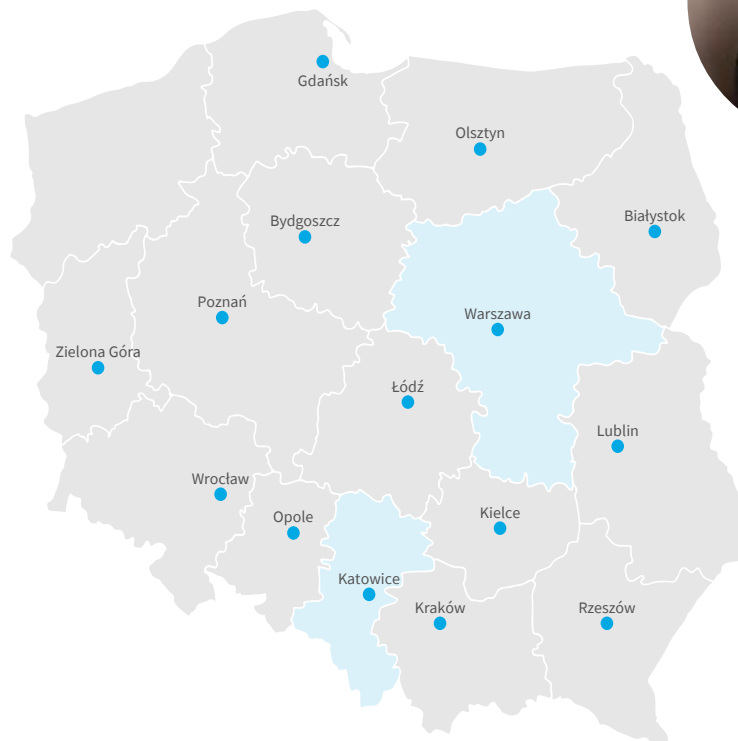 Gdańsk
Olsztyn
Bydgoszcz
Białystok
Poznań
Warszawa
Zielona Góra
Łódź
Lublin
Wrocław
Opole
Kielce
Katowice
Kraków
Rzeszów